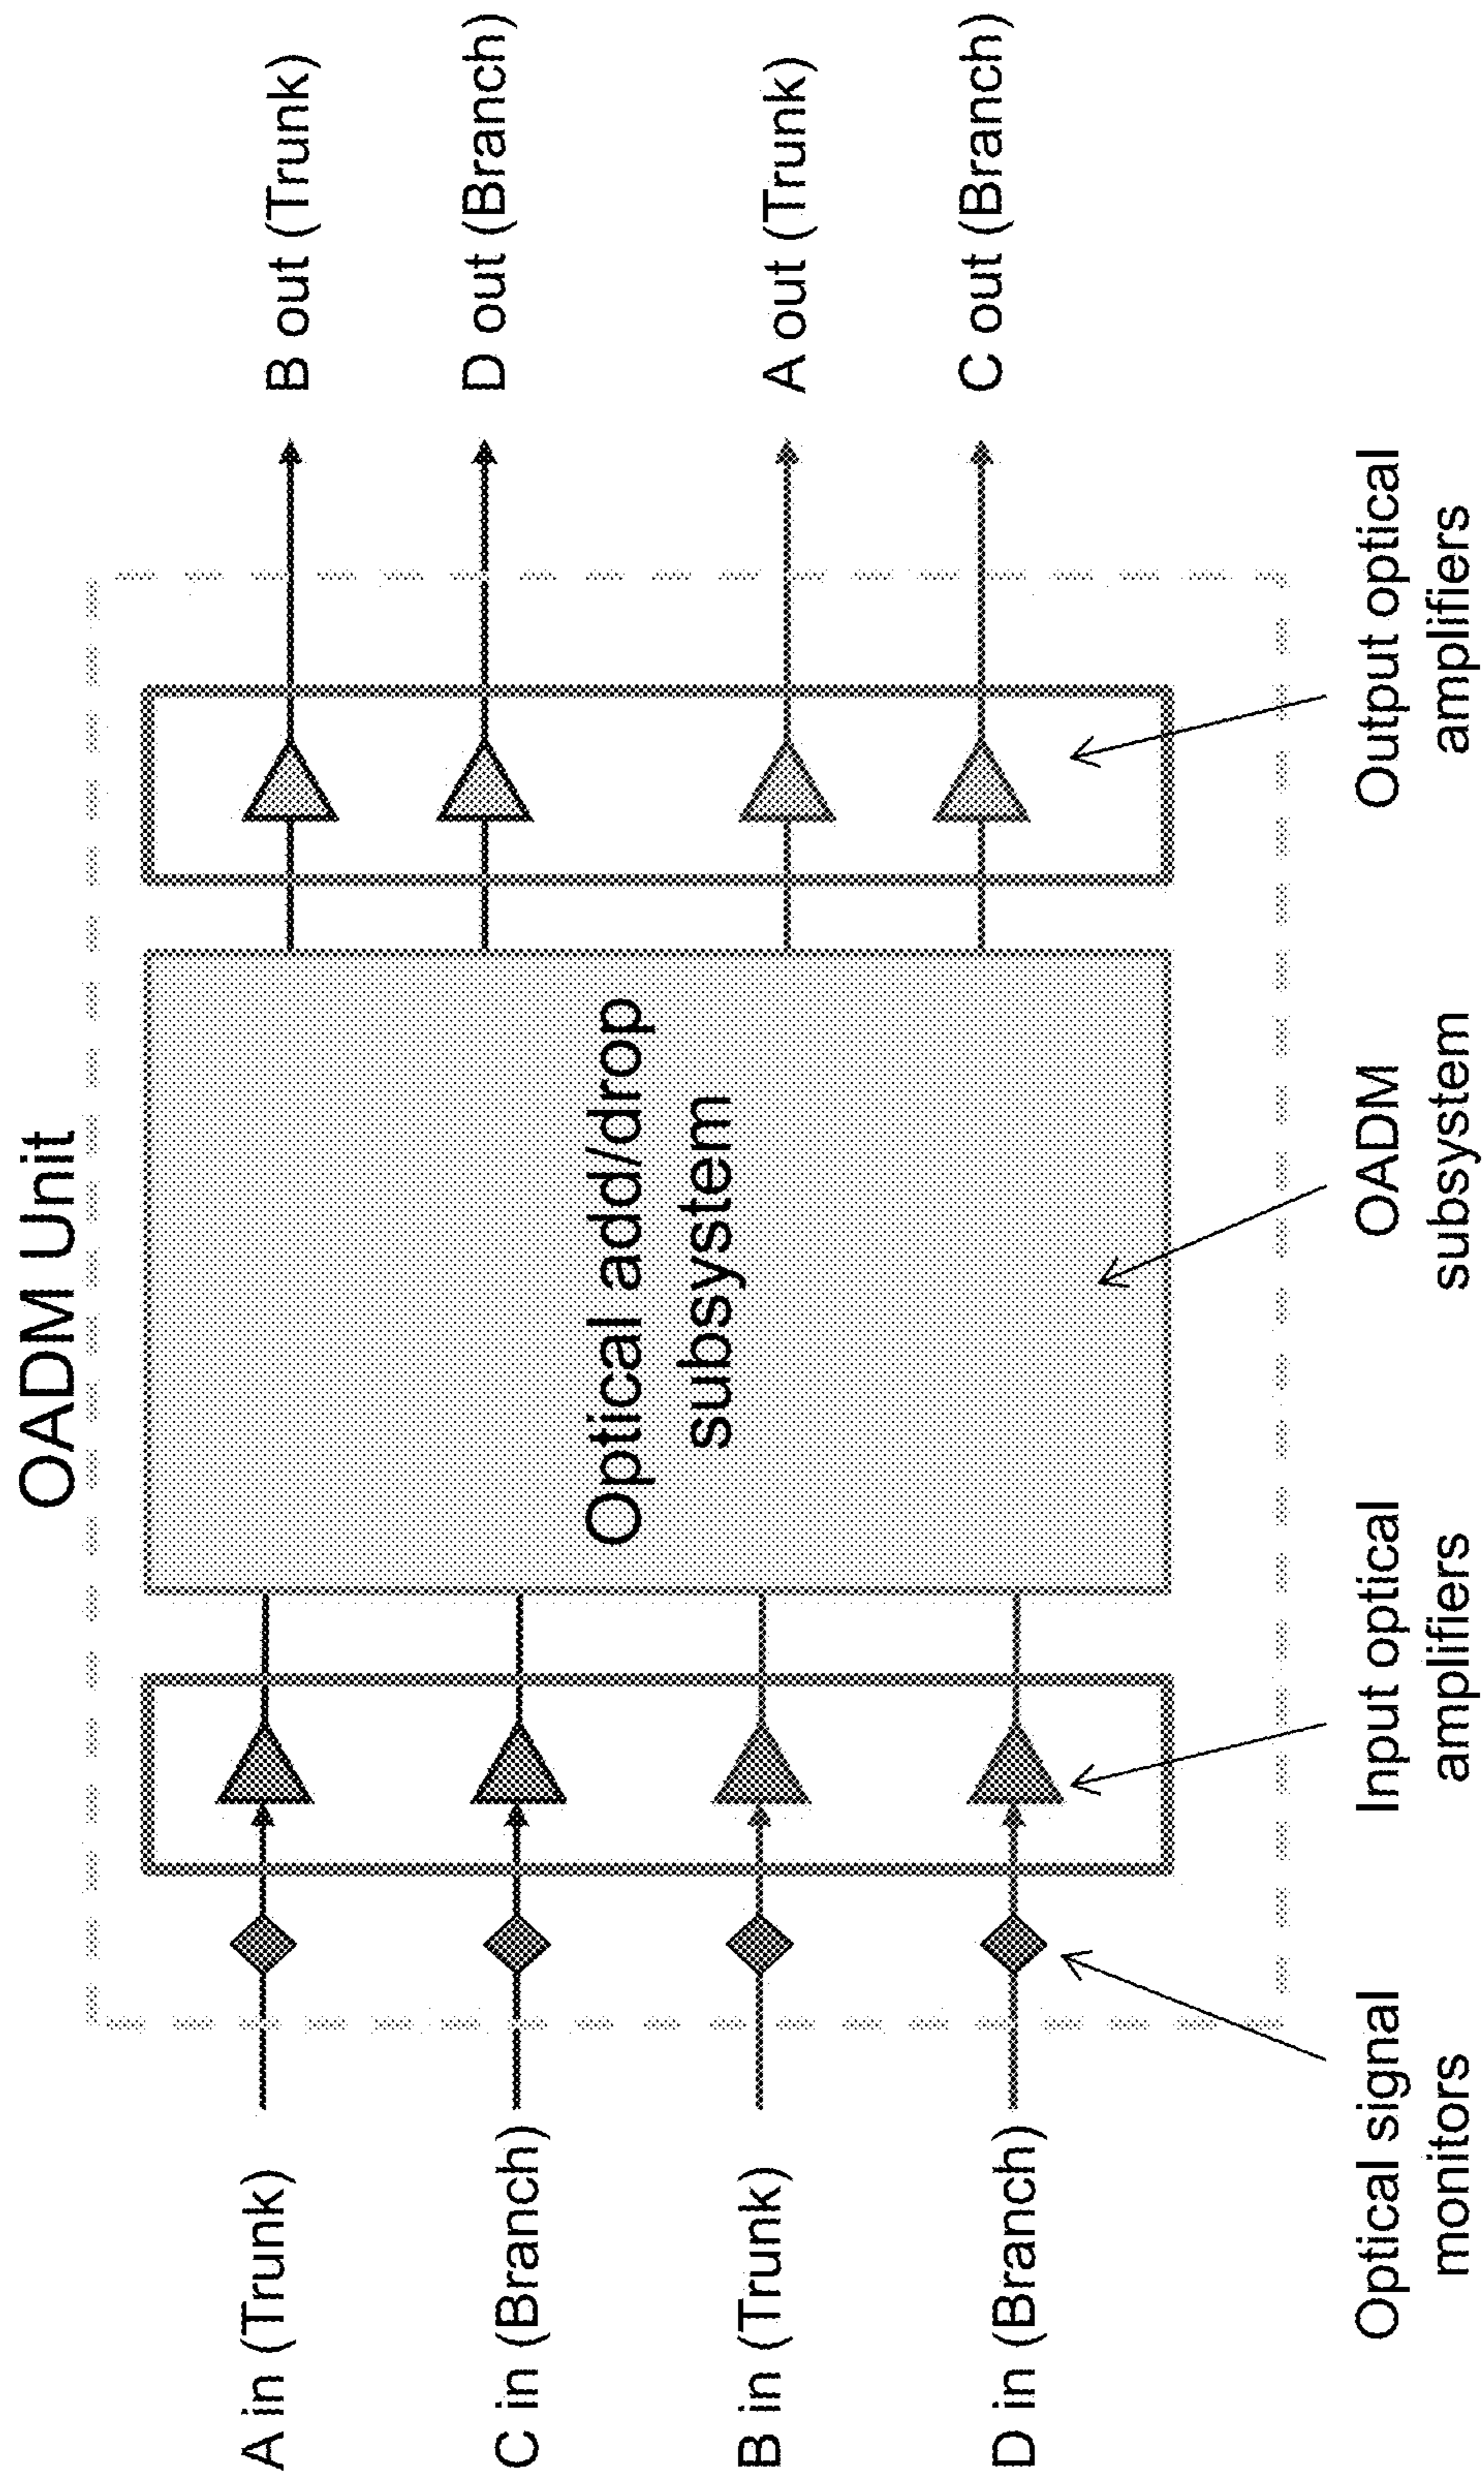 OADM Unit
A in (Trunk)
C in (Branch)
B in (Trunk)
D in (Branch)
Optical add/drop
subsystem
B out (Trunk)
D out (Branch)
A out (Trunk)
C out (Branch)
Optical signal
monitors
Input optical
amplifiers
OADM
subsystem
Output optical
amplifiers